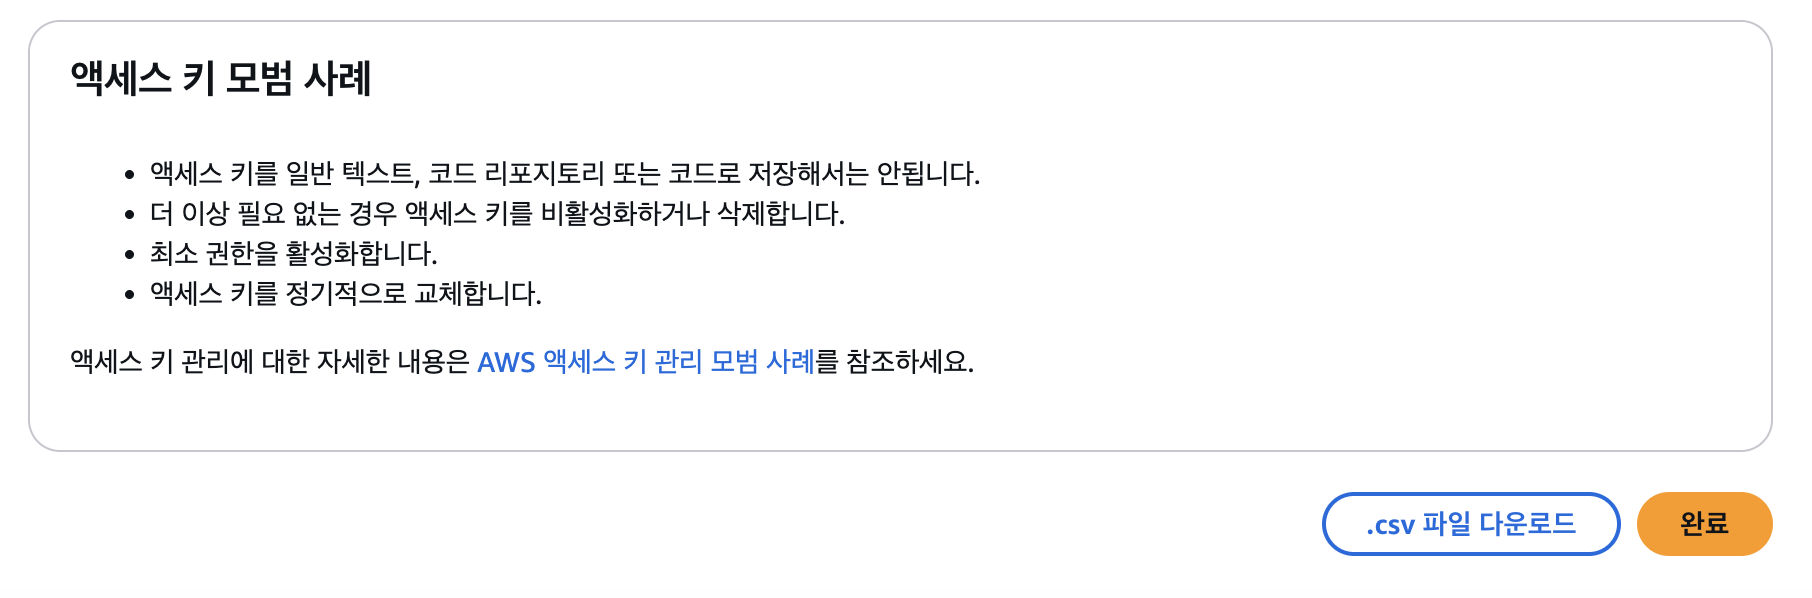 액세스 키 모범 사례
• 액세스 키를 일반 텍스트, 코드 리포지토리 또는 코드로 저장해서는 안됩니다.
• 더 이상 필요 없는 경우 액세스 키를 비활성화하거나 삭제합니다.
• 최소 권한을 활성화합니다.
• 액세스 키를 정기적으로 교체합니다.
액세스 키 관리에 대한 자세한 내용은 AWS 액세스 키 관리 모범 사례를 참조하세요.
.csv 파일 다운로드 완료